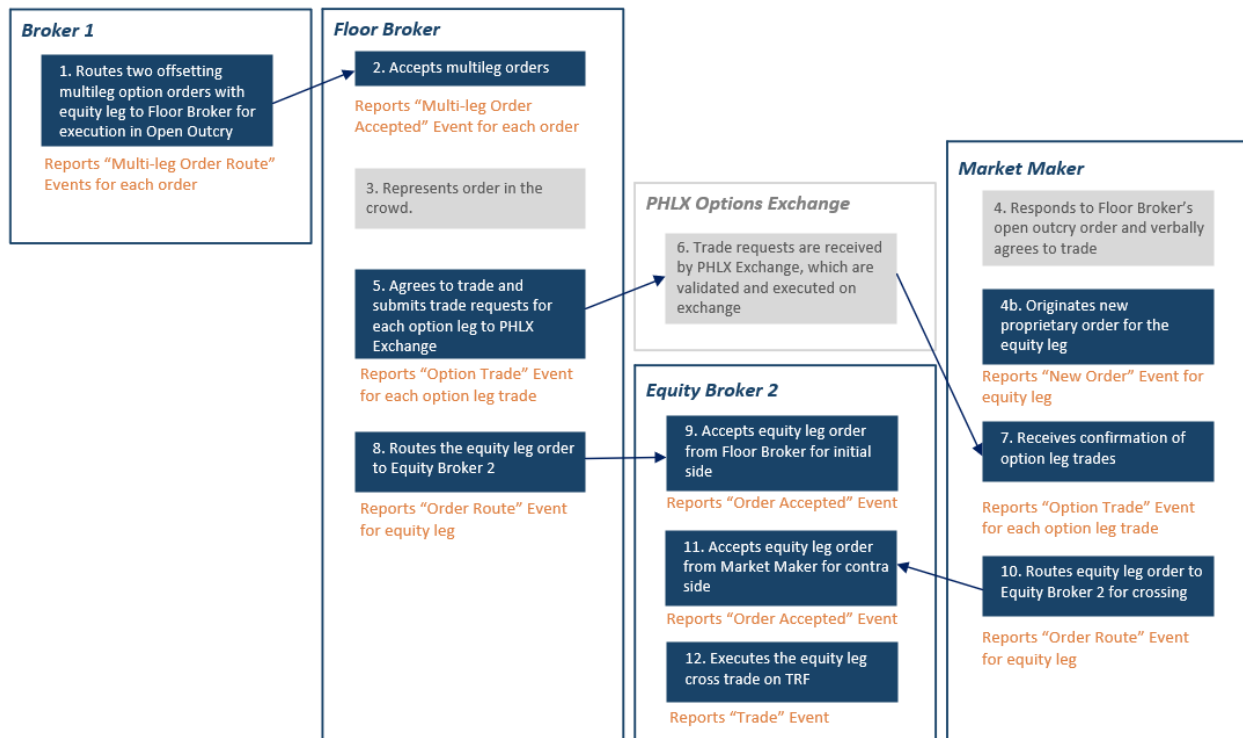 Broker 1
1. Routes two offsetting
multileg option orders with
equity leg to Floor Broker for
execution in Open Outcry
Reports “Multi-leg Order Route”
Events for each order
Floor Broker
2. Accepts multileg orders
Reports “Multi-leg Order
Accepted” Event for each order
3. Represents order in the
crowd.
5. Agrees to trade and
submits trade requests for
each option leg to PHLX
Exchange
Reports “Option Trade” Event
for each option leg trade
8. Routes the equity leg order
to Equity Broker 2
Reports “Order Route” Event
for equity leg
PHLX Options Exchange
6. Trade requests are received
by PHLX Exchange, which are
validated and executed on
exchange
Equity Broker 2
9. Accepts equity leg order
from Floor Broker for initial
side
Reports “Order Accepted” Event
11. Accepts equity leg order
from Market Maker for contra
side
Reports “Order Accepted” Event
12. Executes the equity leg
cross trade on TRF
Reports “Trade” Event
Market Maker
4. Responds to Floor Broker’s
open outcry order and verbally
agrees to trade
4b. Originates new
proprietary order for the
equity leg
Reports “New Order” Event for
equity leg
7. Receives confirmation of
option leg trades
Reports “Option Trade” Event
for each option leg trade
10. Routes equity leg order to
Equity Broker 2 for crossing
Reports “Order Route” Event
for equity leg